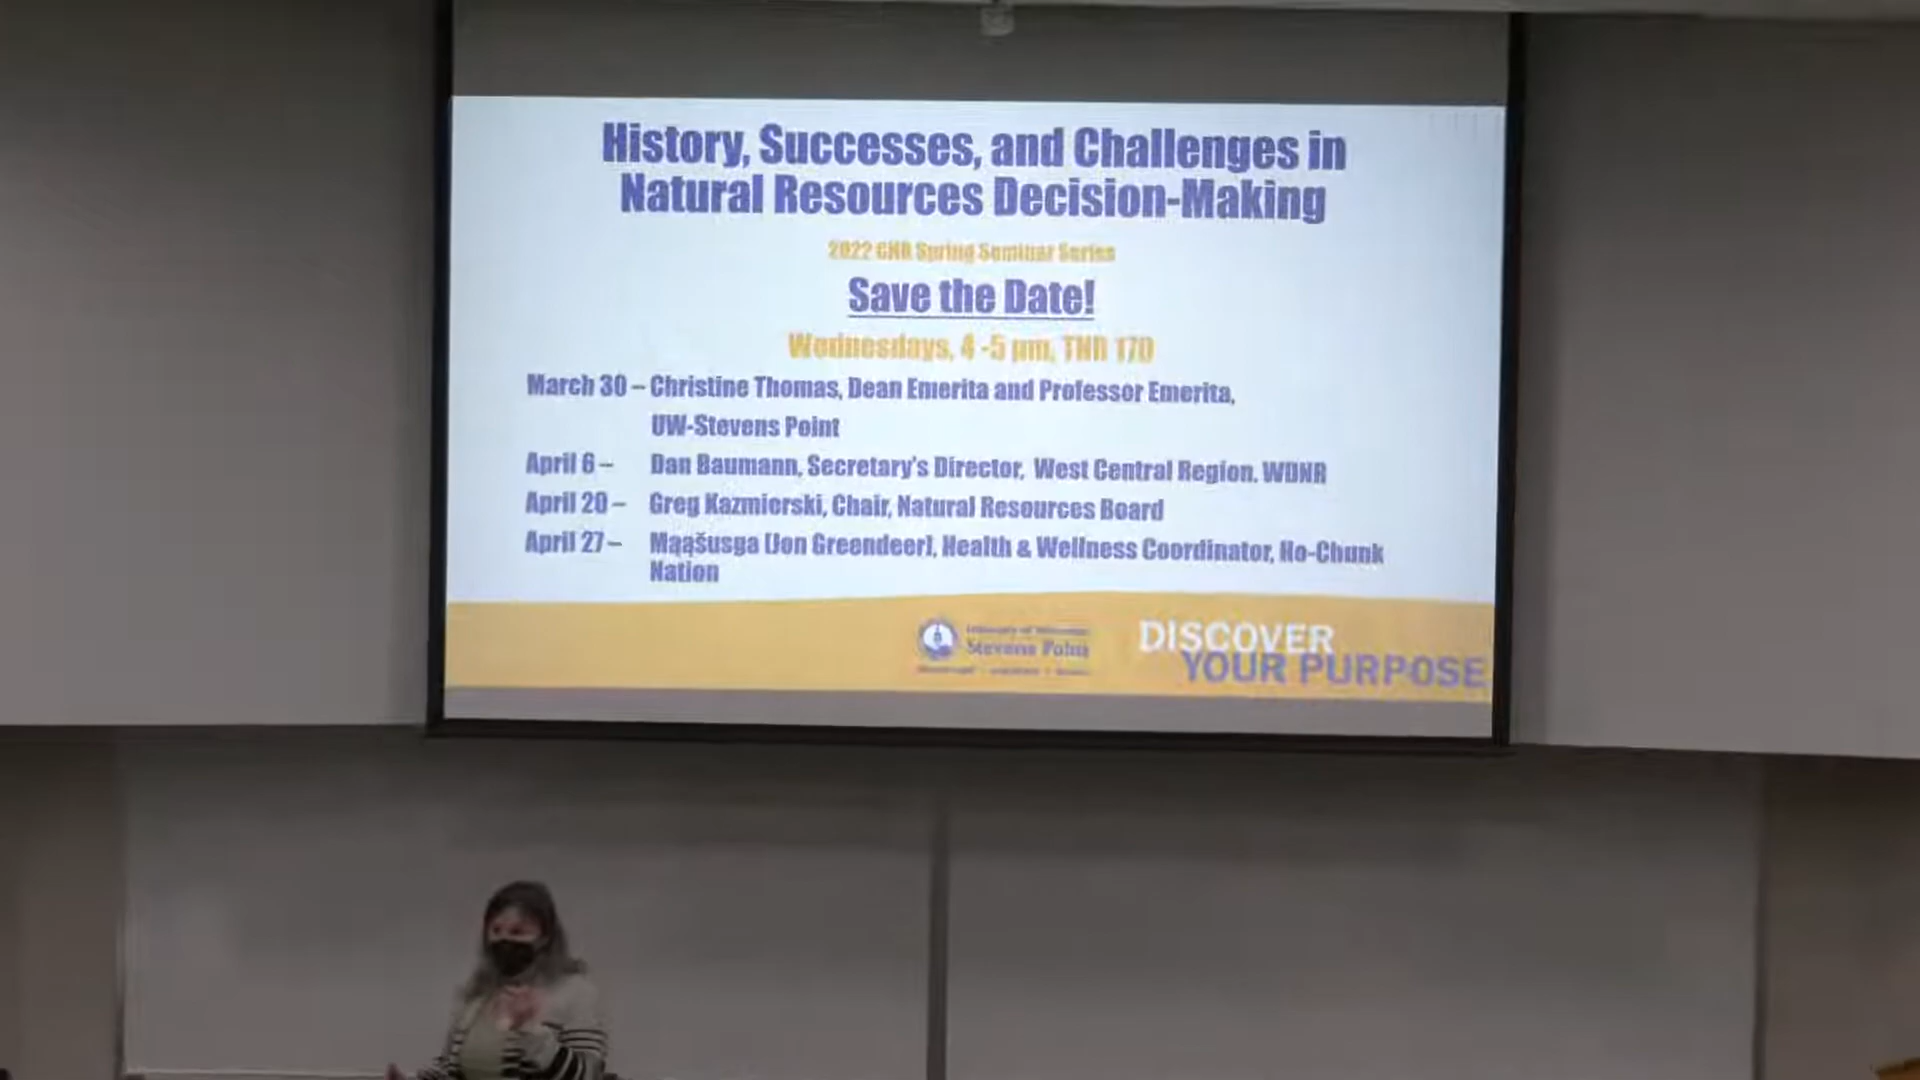 History, Successes, and Challenges in
Natural Resources Decision-Making
2022 CNR Spring Seminar Series
Save the Date!
Wednesdays, 4 -5 pm, TNR 170
March 30 – Christine Thomas, Dean Emerita and Professor Emerita,
UW-Stevens Point
April 6 – Dan Baumann, Secretary's Director, West Central Region. WDNR
April 20 – Greg Kazmierski, Chair, Natural Resources Board
April 27 – Mąąšusga (Jon Greendeer), Health & Wellness Coordinator, Ho-Chunk
Nation
University of Wisconsin
Stevens Point
DISCOVER
YOUR PURPOSE